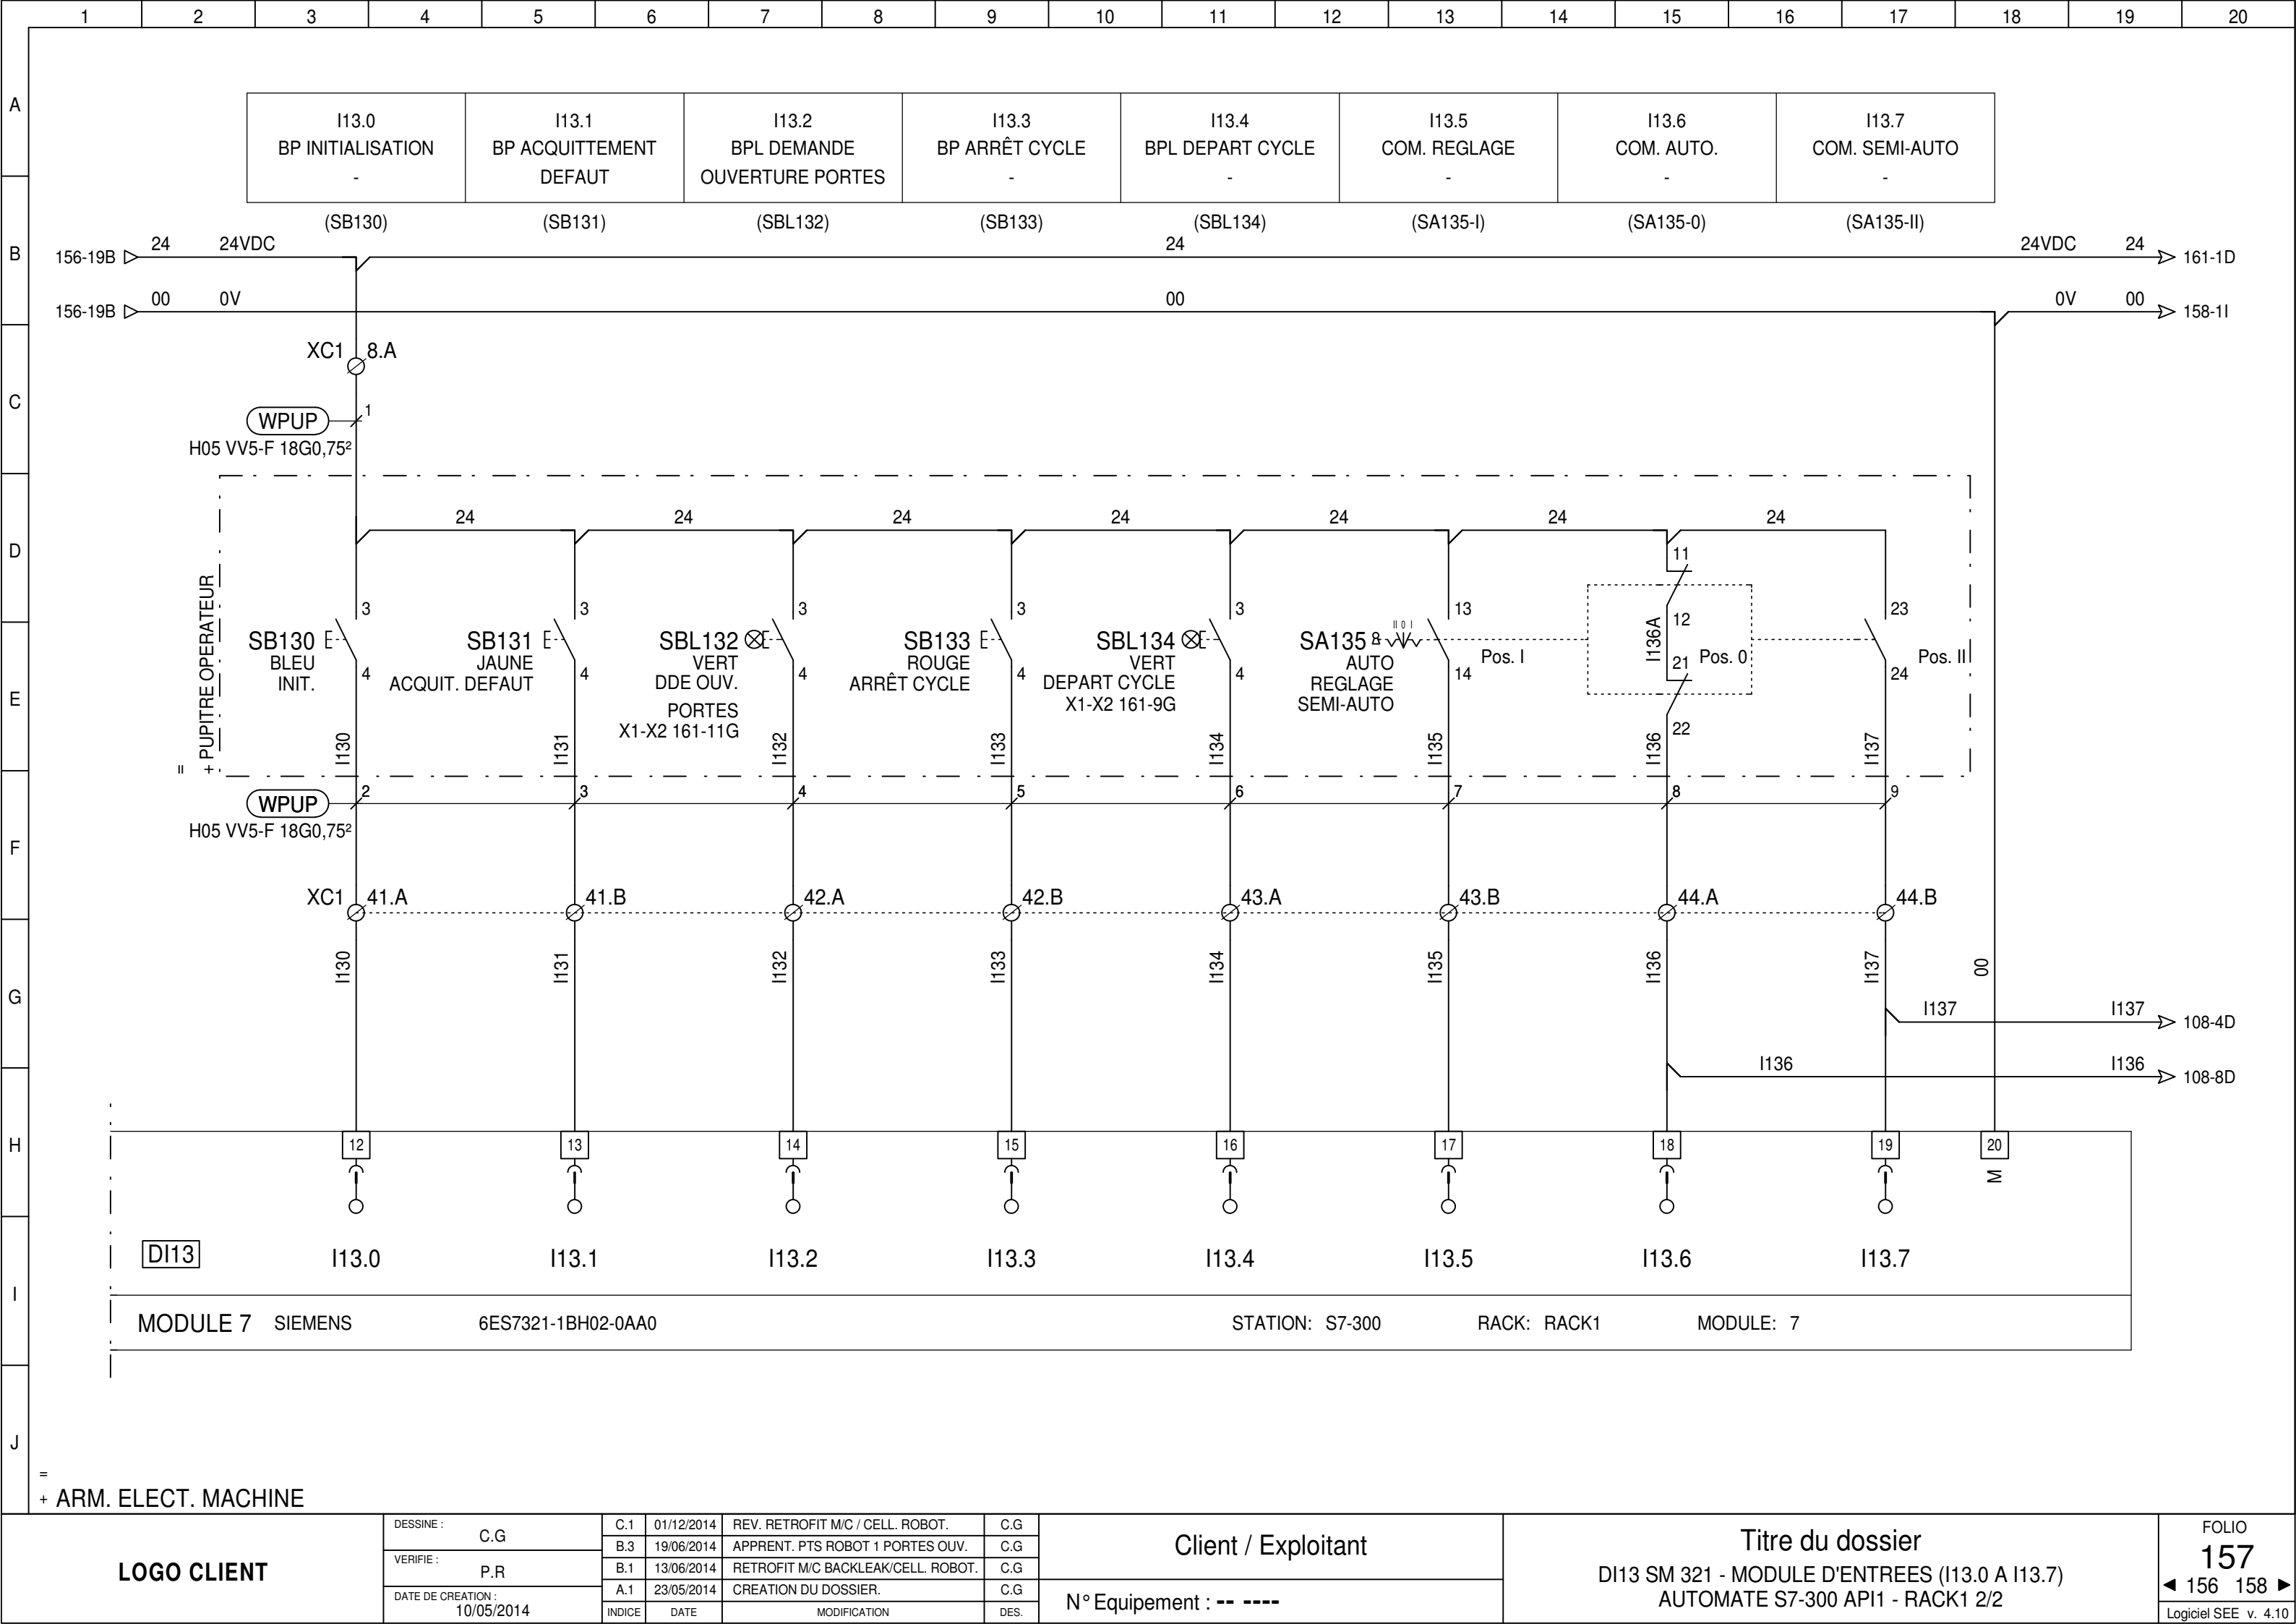 1 2 3 4 5 6 7 8 9 10 11 12 13 14 15 16 17 18 19 20
A
B
C
D
E
F
G
H
I
J
I13.0 I13.1 I13.2 I13.3 I13.4 I13.5 I13.6 I13.7
BP INITIALISATION BP ACQUITTEMENT BPL DEMANDE BP ARRÊT CYCLE BPL DEPART CYCLE COM. REGLAGE COM. AUTO. COM. SEMI-AUTO
- DEFAUT OUVERTURE PORTES - - - - -
(SB130) (SB131) (SBL132) (SB133) (SBL134) (SA135-I) (SA135-0) (SA135-II)
156-19B 24 24VDC 24 24VDC 24 161-1D
156-19B 00 0V 00 0V 00 158-1I
XC1 8.A
WPUP 1
H05 VV5-F 18G0,75²
24 24 24 24 24 24 24
11
3 3 3 3 3 13 12 23
SB130 SB131 SBL132 SB133 SBL134 SA135 II 0 I
BLEU JAUNE VERT ROUGE VERT AUTO Pos. I I136A 21 Pos. 0 Pos. II
INIT. ACQUIT. DEFAUT DDE OUV. ARRÊT CYCLE DEPART CYCLE REGLAGE
4 4 4 4 4 14 24
PORTES X1-X2 161-9G SEMI-AUTO
X1-X2 161-11G
22
I130 I131 I132 I133 I134 I135 I136 I137
= + PUPITRE OPERATEUR
WPUP 2 3 4 5 6 7 8 9
H05 VV5-F 18G0,75²
XC1 41.A 41.B 42.A 42.B 43.A 43.B 44.A 44.B
I130 I131 I132 I133 I134 I135 I136 I137 00
I137 I137 108-4D
I136 I136 108-8D
12 13 14 15 16 17 18 19 20
M
DI13 I13.0 I13.1 I13.2 I13.3 I13.4 I13.5 I13.6 I13.7
MODULE 7 SIEMENS 6ES7321-1BH02-0AA0 STATION: S7-300 RACK: RACK1 MODULE: 7
=
+ ARM. ELECT. MACHINE
LOGO CLIENT
DESSINE :
C.G
VERIFIE :
P.R
DATE DE CREATION :
10/05/2014
C.1 01/12/2014 REV. RETROFIT M/C / CELL. ROBOT. C.G
B.3 19/06/2014 APPRENT. PTS ROBOT 1 PORTES OUV. C.G
B.1 13/06/2014 RETROFIT M/C BACKLEAK/CELL. ROBOT. C.G
A.1 23/05/2014 CREATION DU DOSSIER. C.G
INDICE DATE MODIFICATION DES.
Client / Exploitant
N° Equipement : -- ----
Titre du dossier
DI13 SM 321 - MODULE D'ENTREES (I13.0 A I13.7)
AUTOMATE S7-300 API1 - RACK1 2/2
FOLIO
157
◄ 156 158 ►
Logiciel SEE v. 4.10